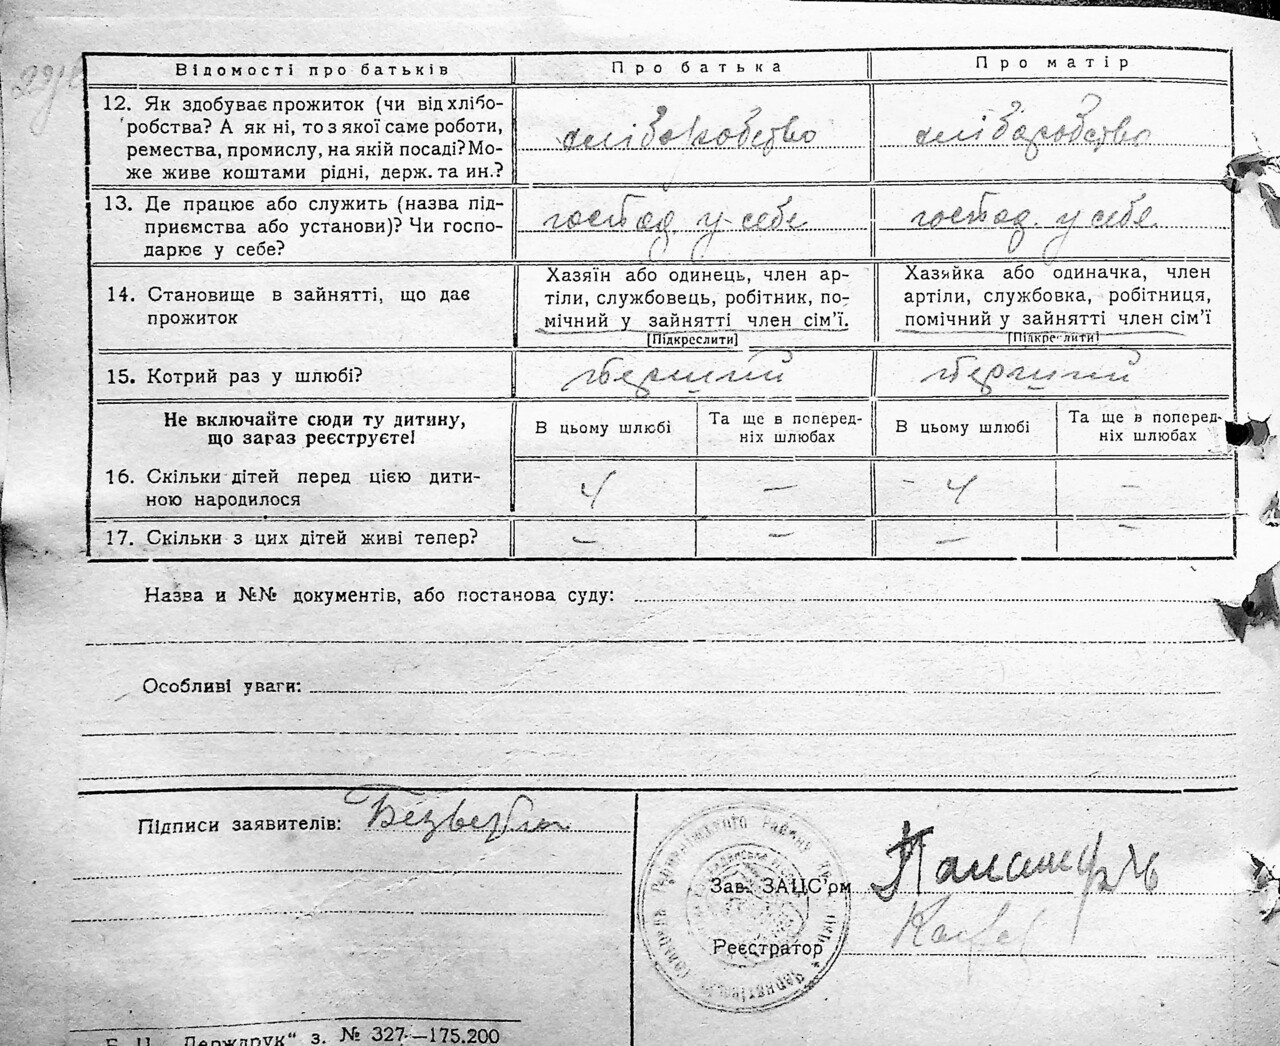 Відомості про батьків
Про батька
Про матір
12. Як здобуває прожиток (чи від хлібо-
робства? А як ні, то з якої саме роботи,
ремества, промислу, на якій посаді? Мо-
же живе коштами рідні, держ. та ин.?
хліборобство
хліборобство
13. Де працює або служить (назва під-
приємства або установи)? Чи госпо-
дарює у себе?
господ. у себе
господ. у себе
14. Становище в зайнятті, що дає
прожиток
Хазяїн або одинець, член ар-
тіли, службовець, робітник, по-
мічний у зайнятті член сім'ї.
[Підкреслити]
Хазяйка або одиначка, член
артіли, службовка, робітниця,
помічний у зайнятті член сім'ї
[Підкреслити]
15. Котрий раз у шлюбі?
перший
перший
Не включайте сюди ту дитину,
що зараз реєструєте!
В цьому шлюбі
Та ще в поперед-
ніх шлюбах
В цьому шлюбі
Та ще в поперед-
ніх шлюбах
16. Скільки дітей перед цією дити-
ною народилося
4
—
4
—
17. Скільки з цих дітей живі тепер?
—
—
—
—
Назва и №№ документів, або постанова суду:
Особливі уваги:
Підписи заявителів:
Зав. ЗАЦС'ом
Реєстратор
"Держдрук" з. № 327—175.200